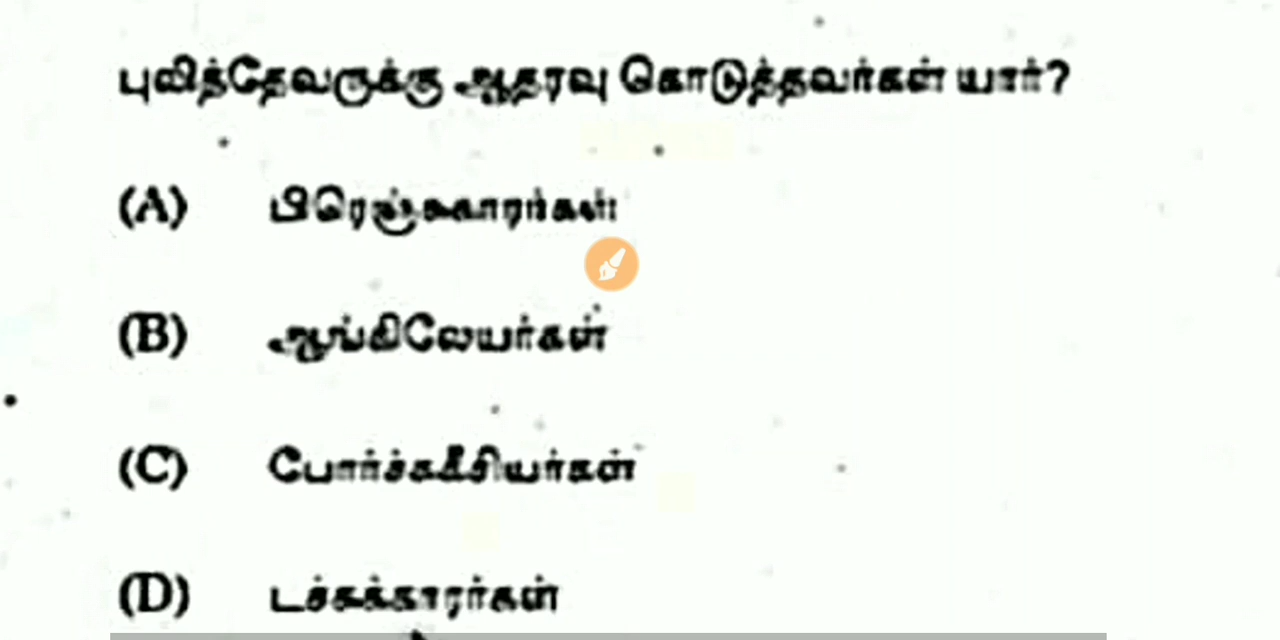 புலித்தேவருக்கு ஆதரவு கொடுத்தவர்கள் யார்?
(A) பிரெஞ்சுகாரர்கள்
(B) ஆங்கிலேயர்கள்
(C) போர்ச்சுகீசியர்கள்
(D) டச்சுக்காரர்கள்